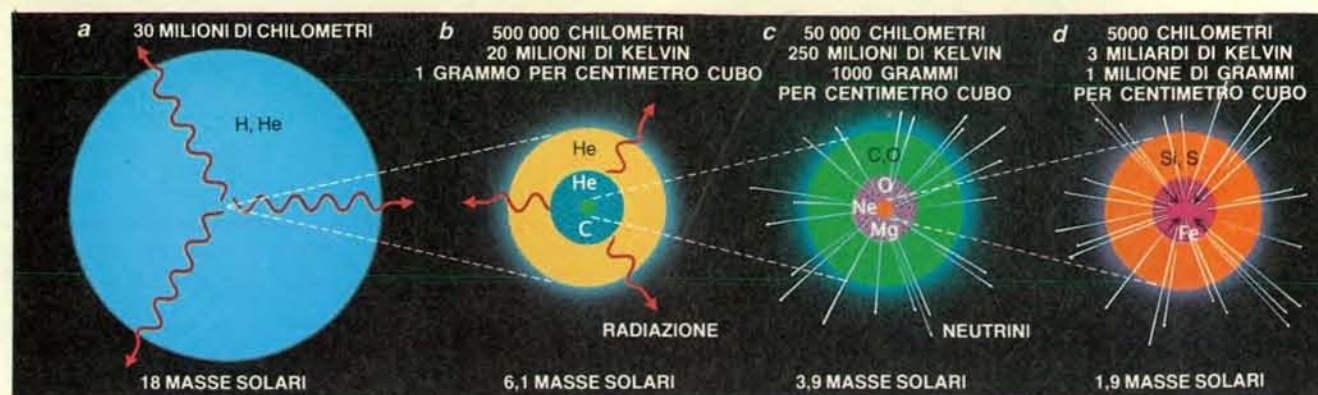 a 30 MILIONI DI CHILOMETRI
H, He
18 MASSE SOLARI
b 500 000 CHILOMETRI
20 MILIONI DI KELVIN
1 GRAMMO PER CENTIMETRO CUBO
He
He
C
RADIAZIONE
6,1 MASSE SOLARI
c 50 000 CHILOMETRI
250 MILIONI DI KELVIN
1000 GRAMMI
PER CENTIMETRO CUBO
C,O
O
Ne
Mg
NEUTRINI
3,9 MASSE SOLARI
d 5000 CHILOMETRI
3 MILIARDI DI KELVIN
1 MILIONE DI GRAMMI
PER CENTIMETRO CUBO
Si, S
Fe
1,9 MASSE SOLARI